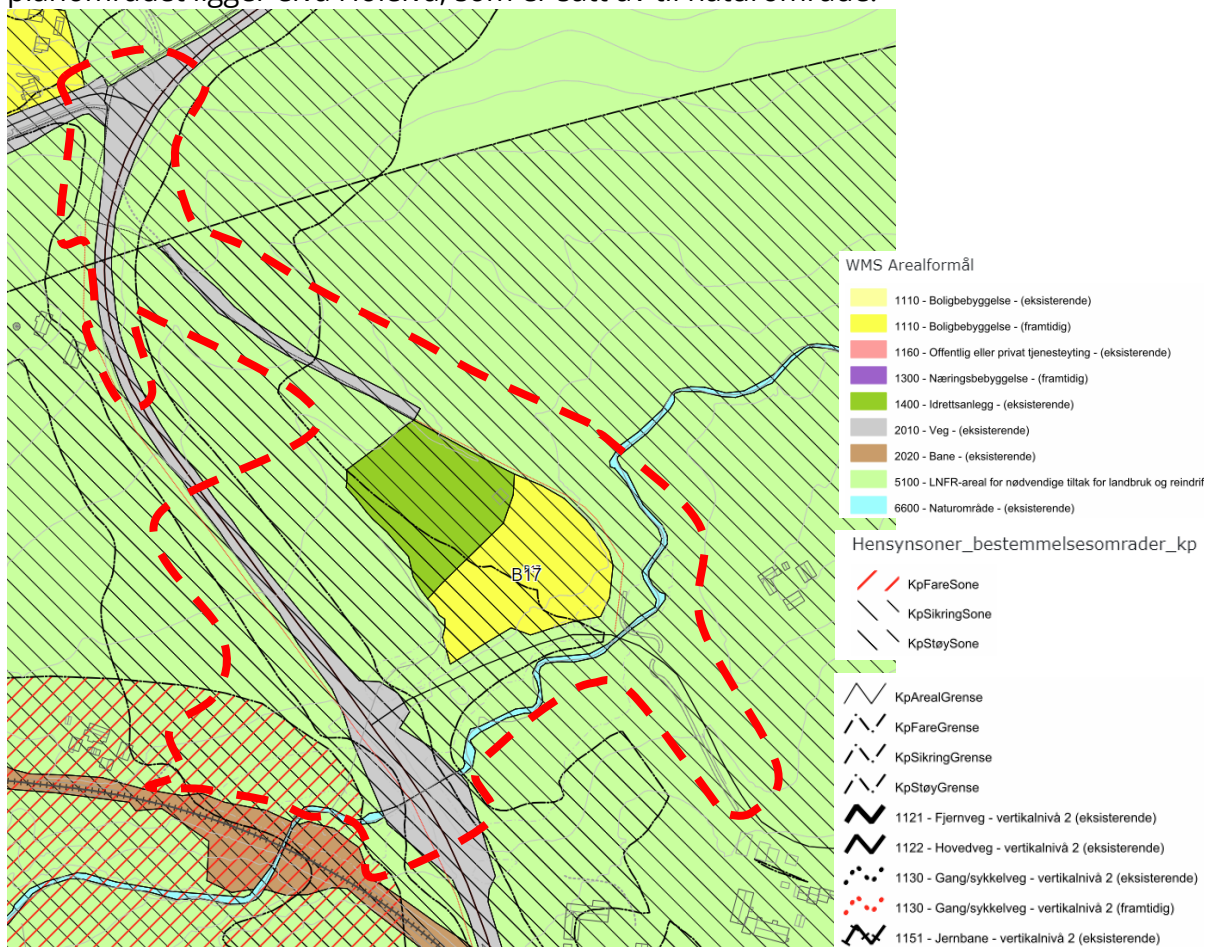 planområdet ligger elva Hofelva, som er satt av til naturområde.
B17
WMS Arealformål
1110 - Boligbebyggelse - (eksisterende)
1110 - Boligbebyggelse - (framtidig)
1160 - Offentlig eller privat tjenesteyting - (eksisterende)
1300 - Næringsbebyggelse - (framtidig)
1400 - Idrettsanlegg - (eksisterende)
2010 - Veg - (eksisterende)
2020 - Bane - (eksisterende)
5100 - LNFR-areal for nødvendige tiltak for landbruk og reindrif
6600 - Naturområde - (eksisterende)
Hensynsoner_bestemmelsesomrader_kp
KpFareSone
KpSikringSone
KpStøySone
KpArealGrense
KpFareGrense
KpSikringGrense
KpStøyGrense
1121 - Fjernveg - vertikalnivå 2 (eksisterende)
1122 - Hovedveg - vertikalnivå 2 (eksisterende)
1130 - Gang/sykkelveg - vertikalnivå 2 (eksisterende)
1130 - Gang/sykkelveg - vertikalnivå 2 (framtidig)
1151 - Jernbane - vertikalnivå 2 (eksisterende)